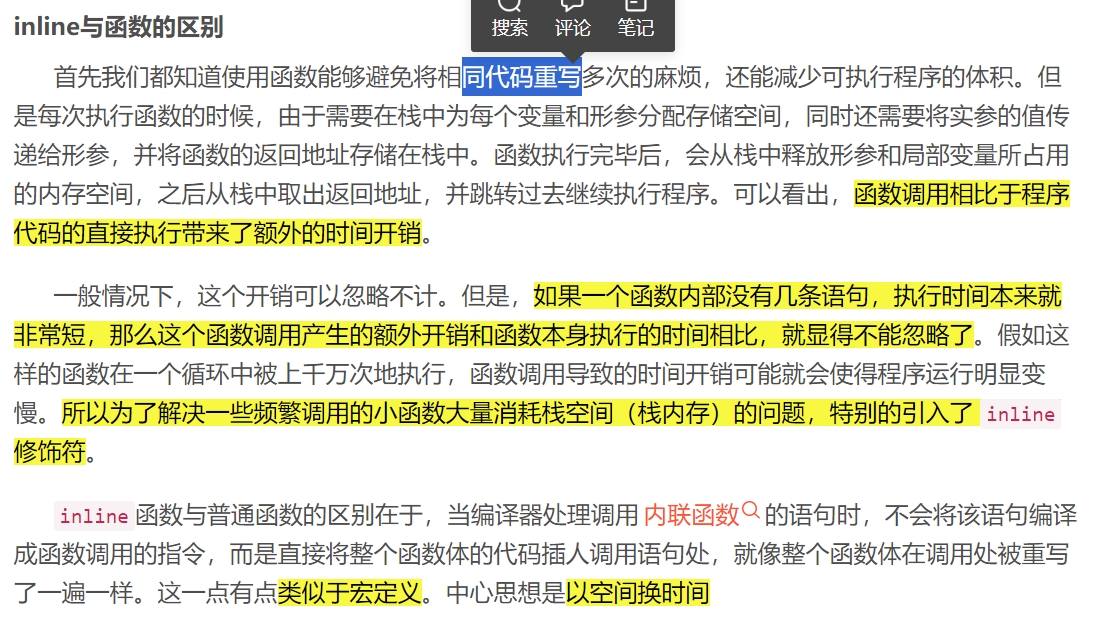 inline与函数的区别
搜索 评论 笔记
首先我们都知道使用函数能够避免将相同代码重写多次的麻烦，还能减少可执行程序的体积。但
是每次执行函数的时候，由于需要在栈中为每个变量和形参分配存储空间，同时还需要将实参的值传
递给形参，并将函数的返回地址存储在栈中。函数执行完毕后，会从栈中释放形参和局部变量所占用
的内存空间，之后从栈中取出返回地址，并跳转过去继续执行程序。可以看出，函数调用相比于程序
代码的直接执行带来了额外的时间开销。
一般情况下，这个开销可以忽略不计。但是，如果一个函数内部没有几条语句，执行时间本来就
非常短，那么这个函数调用产生的额外开销和函数本身执行的时间相比，就显得不能忽略了。假如这
样的函数在一个循环中被上千万次地执行，函数调用导致的时间开销可能就会使得程序运行明显变
慢。所以为了解决一些频繁调用的小函数大量消耗栈空间（栈内存）的问题，特别的引入了 inline
修饰符。
inline函数与普通函数的区别在于，当编译器处理调用 内联函数 的语句时，不会将该语句编译
成函数调用的指令，而是直接将整个函数体的代码插人调用语句处，就像整个函数体在调用处被重写
了一遍一样。这一点有点类似于宏定义。中心思想是以空间换时间